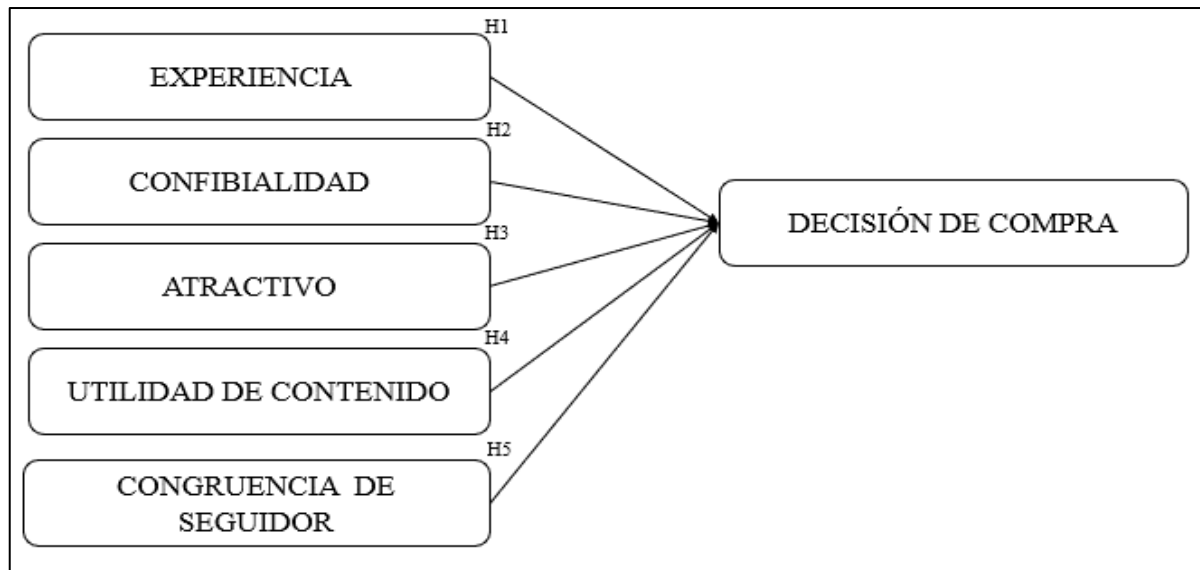 H1
EXPERIENCIA
H2
CONFIBIALIDAD
H3
ATRACTIVO
H4
UTILIDAD DE CONTENIDO
H5
CONGRUENCIA DE
SEGUIDOR
DECISIÓN DE COMPRA